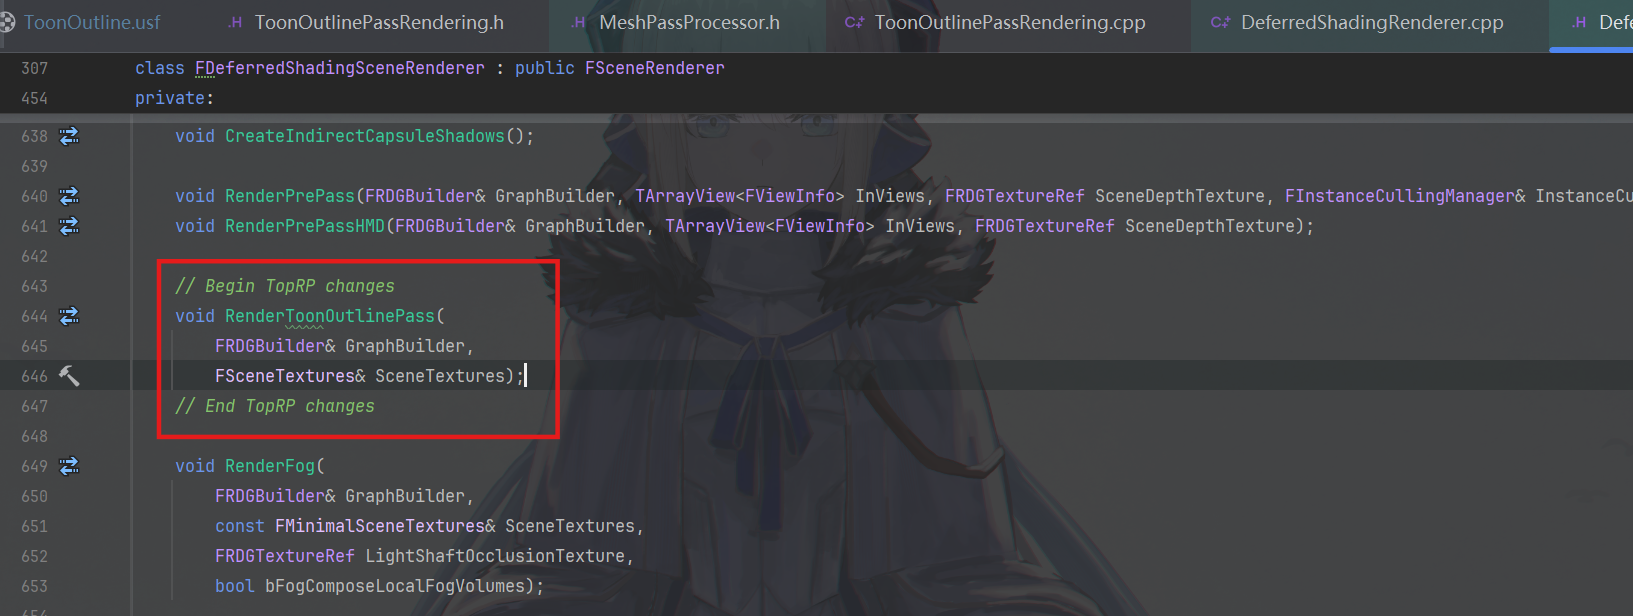 ToonOutline.usf .H ToonOutlinePassRendering.h .H MeshPassProcessor.h C+ ToonOutlinePassRendering.cpp C+ DeferredShadingRenderer.cpp .H Defe
307 class FDeferredShadingSceneRenderer : public FSceneRenderer
454 private:
638 void CreateIndirectCapsuleShadows();
639
640 void RenderPrePass(FRDGBuilder& GraphBuilder, TArrayView<FViewInfo> InViews, FRDGTextureRef SceneDepthTexture, FInstanceCullingManager& InstanceCu
641 void RenderPrePassHMD(FRDGBuilder& GraphBuilder, TArrayView<FViewInfo> InViews, FRDGTextureRef SceneDepthTexture);
642
643 // Begin TopRP changes
644 void RenderToonOutlinePass(
645 FRDGBuilder& GraphBuilder,
646 FSceneTextures& SceneTextures);
647 // End TopRP changes
648
649 void RenderFog(
650 FRDGBuilder& GraphBuilder,
651 const FMinimalSceneTextures& SceneTextures,
652 FRDGTextureRef LightShaftOcclusionTexture,
653 bool bFogComposeLocalFogVolumes);